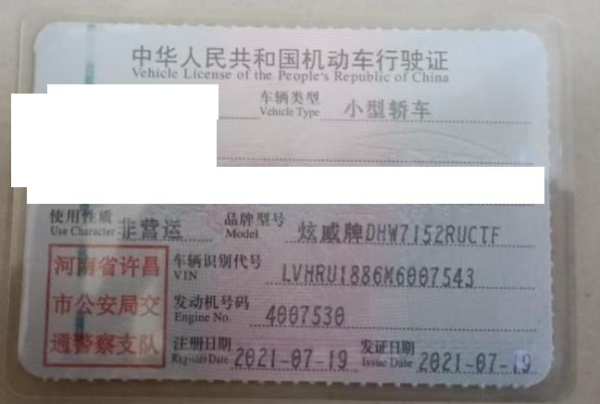 中华人民共和国机动车行驶证
Vehicle License of the People's Republic of China
车辆类型 小型轿车
Vehicle Type
使用性质 非营运 品牌型号 炫威牌DHW7152RUCTF
Use Character Model
河南省许昌
市公安局交
通警察支队
车辆识别代号 LVHRU1886M6007543
VIN
发动机号码 4007530
Engine No.
注册日期 2021-07-19 发证日期 2021-07-19
Register Date Issue Date